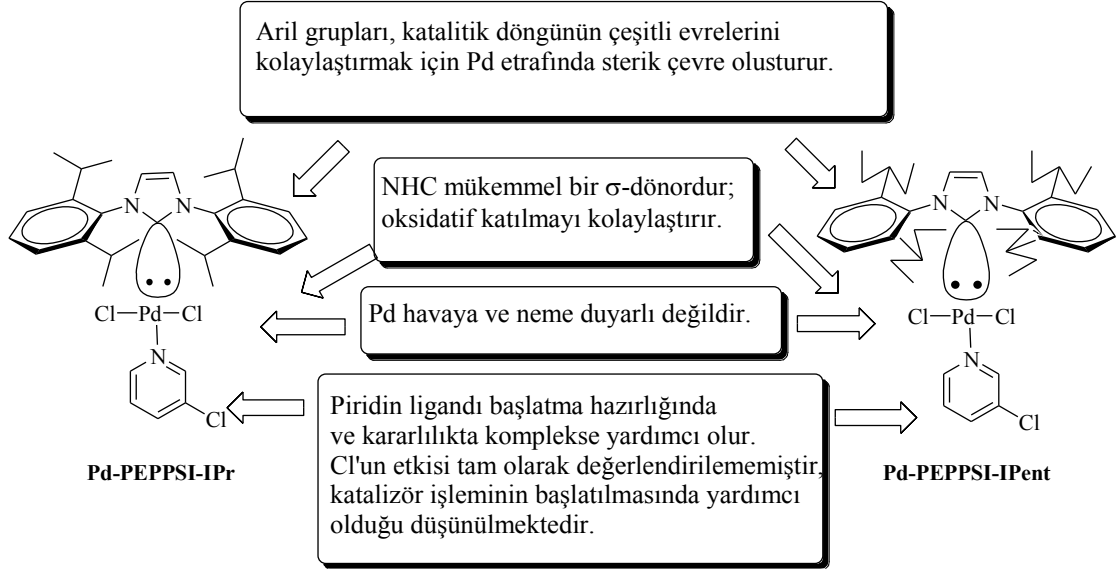 Aril grupları, katalitik döngünün çeşitli evrelerini
kolaylaştırmak için Pd etrafında sterik çevre olusturur.
NHC mükemmel bir σ-dönordur;
oksidatif katılmayı kolaylaştırır.
N N
N N
Cl—Pd—Cl
Pd havaya ve neme duyarlı değildir.
Cl—Pd—Cl
N
Cl
N
Cl
Piridin ligandı başlatma hazırlığında
ve kararlılıkta komplekse yardımcı olur.
Cl'un etkisi tam olarak değerlendirilememiştir,
katalizör işleminin başlatılmasında yardımcı
olduğu düşünülmektedir.
Pd-PEPPSI-IPr
Pd-PEPPSI-IPent